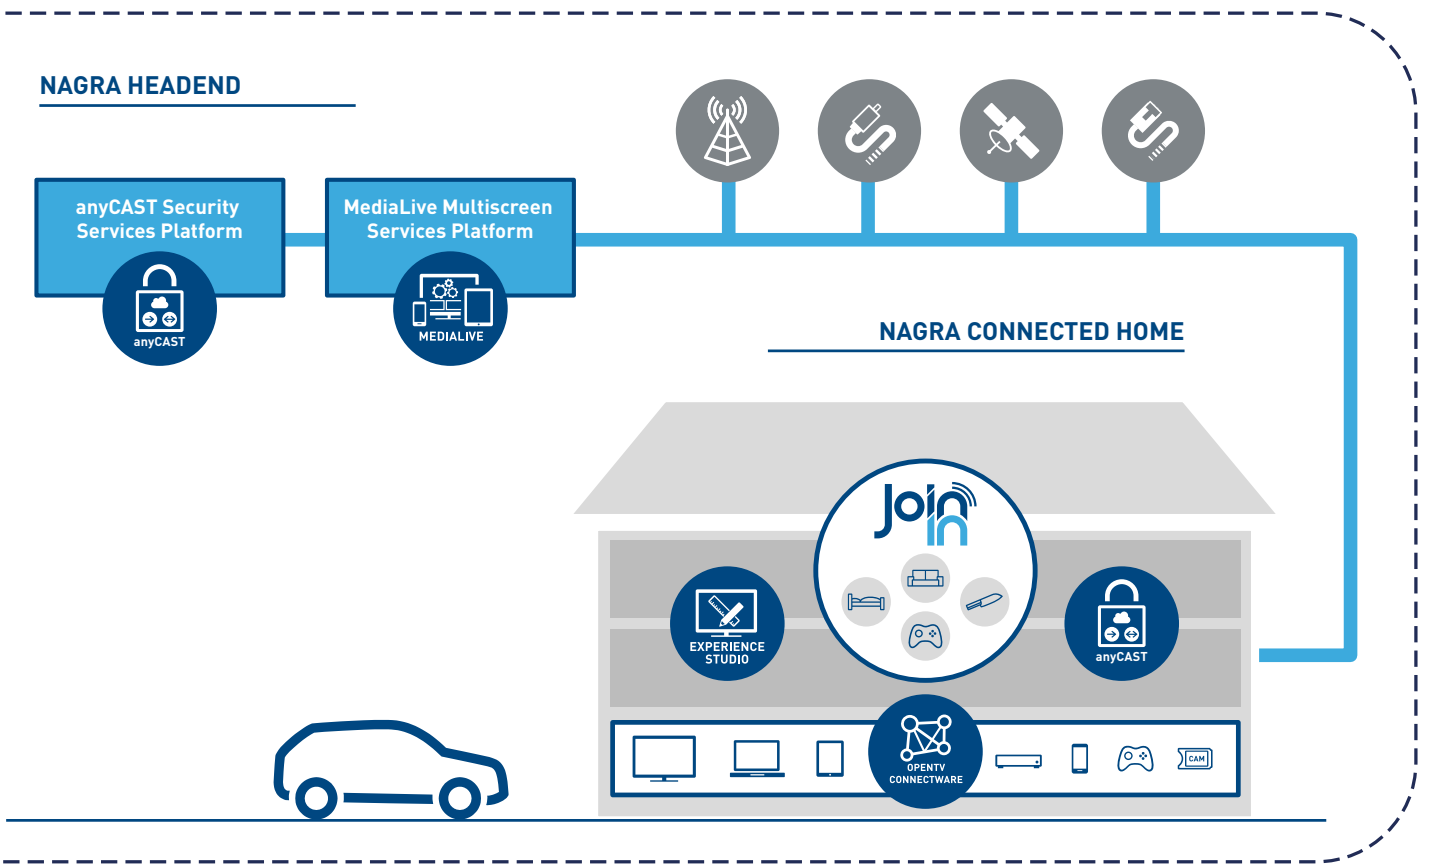 NAGRA HEADEND
anyCAST Security
Services Platform
anyCAST
MediaLive Multiscreen
Services Platform
MEDIALIVE
NAGRA CONNECTED HOME
Join
in
EXPERIENCE
STUDIO
anyCAST
OPENTV
CONNECTWARE
CAM